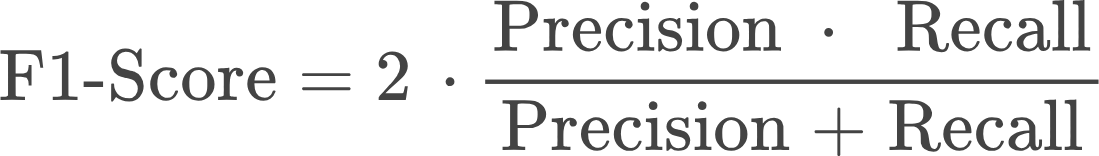 Precision · Recall
F1-Score = 2 ·
Precision + Recall